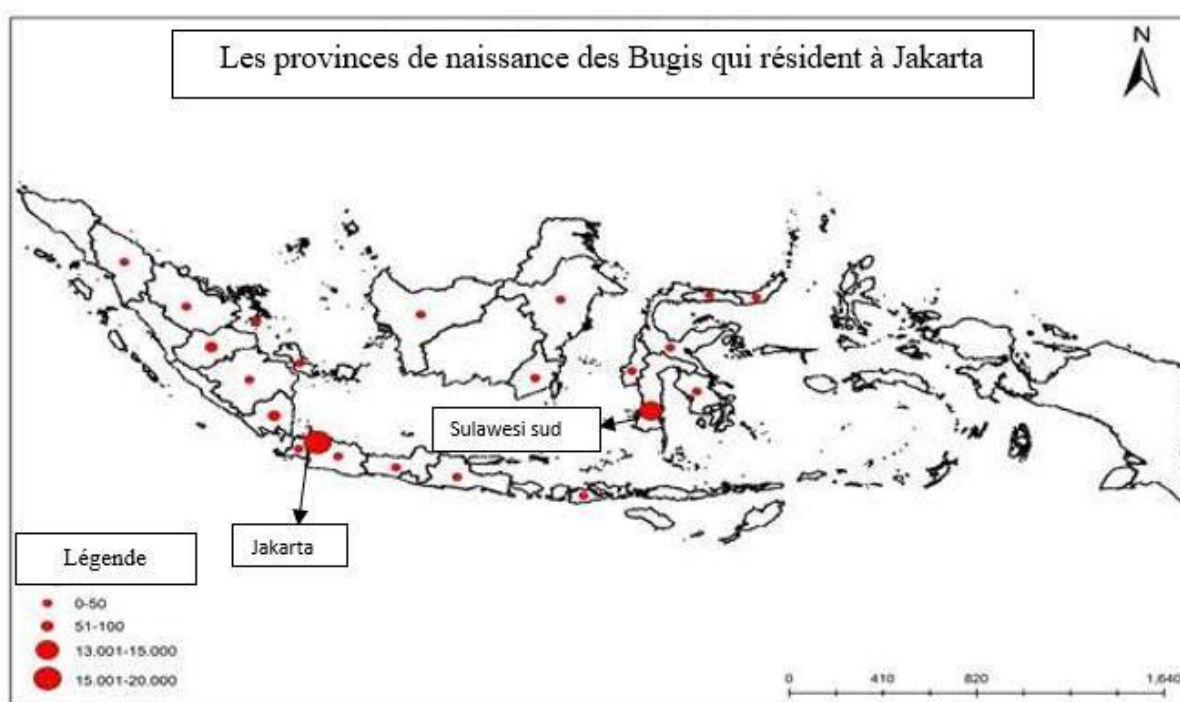 Les provinces de naissance des Bugis qui résident à Jakarta
N
Sulawesi sud
Jakarta
Légende
0-50
51-100
13.001-15.000
15.001-20.000
0 410 820 1,640